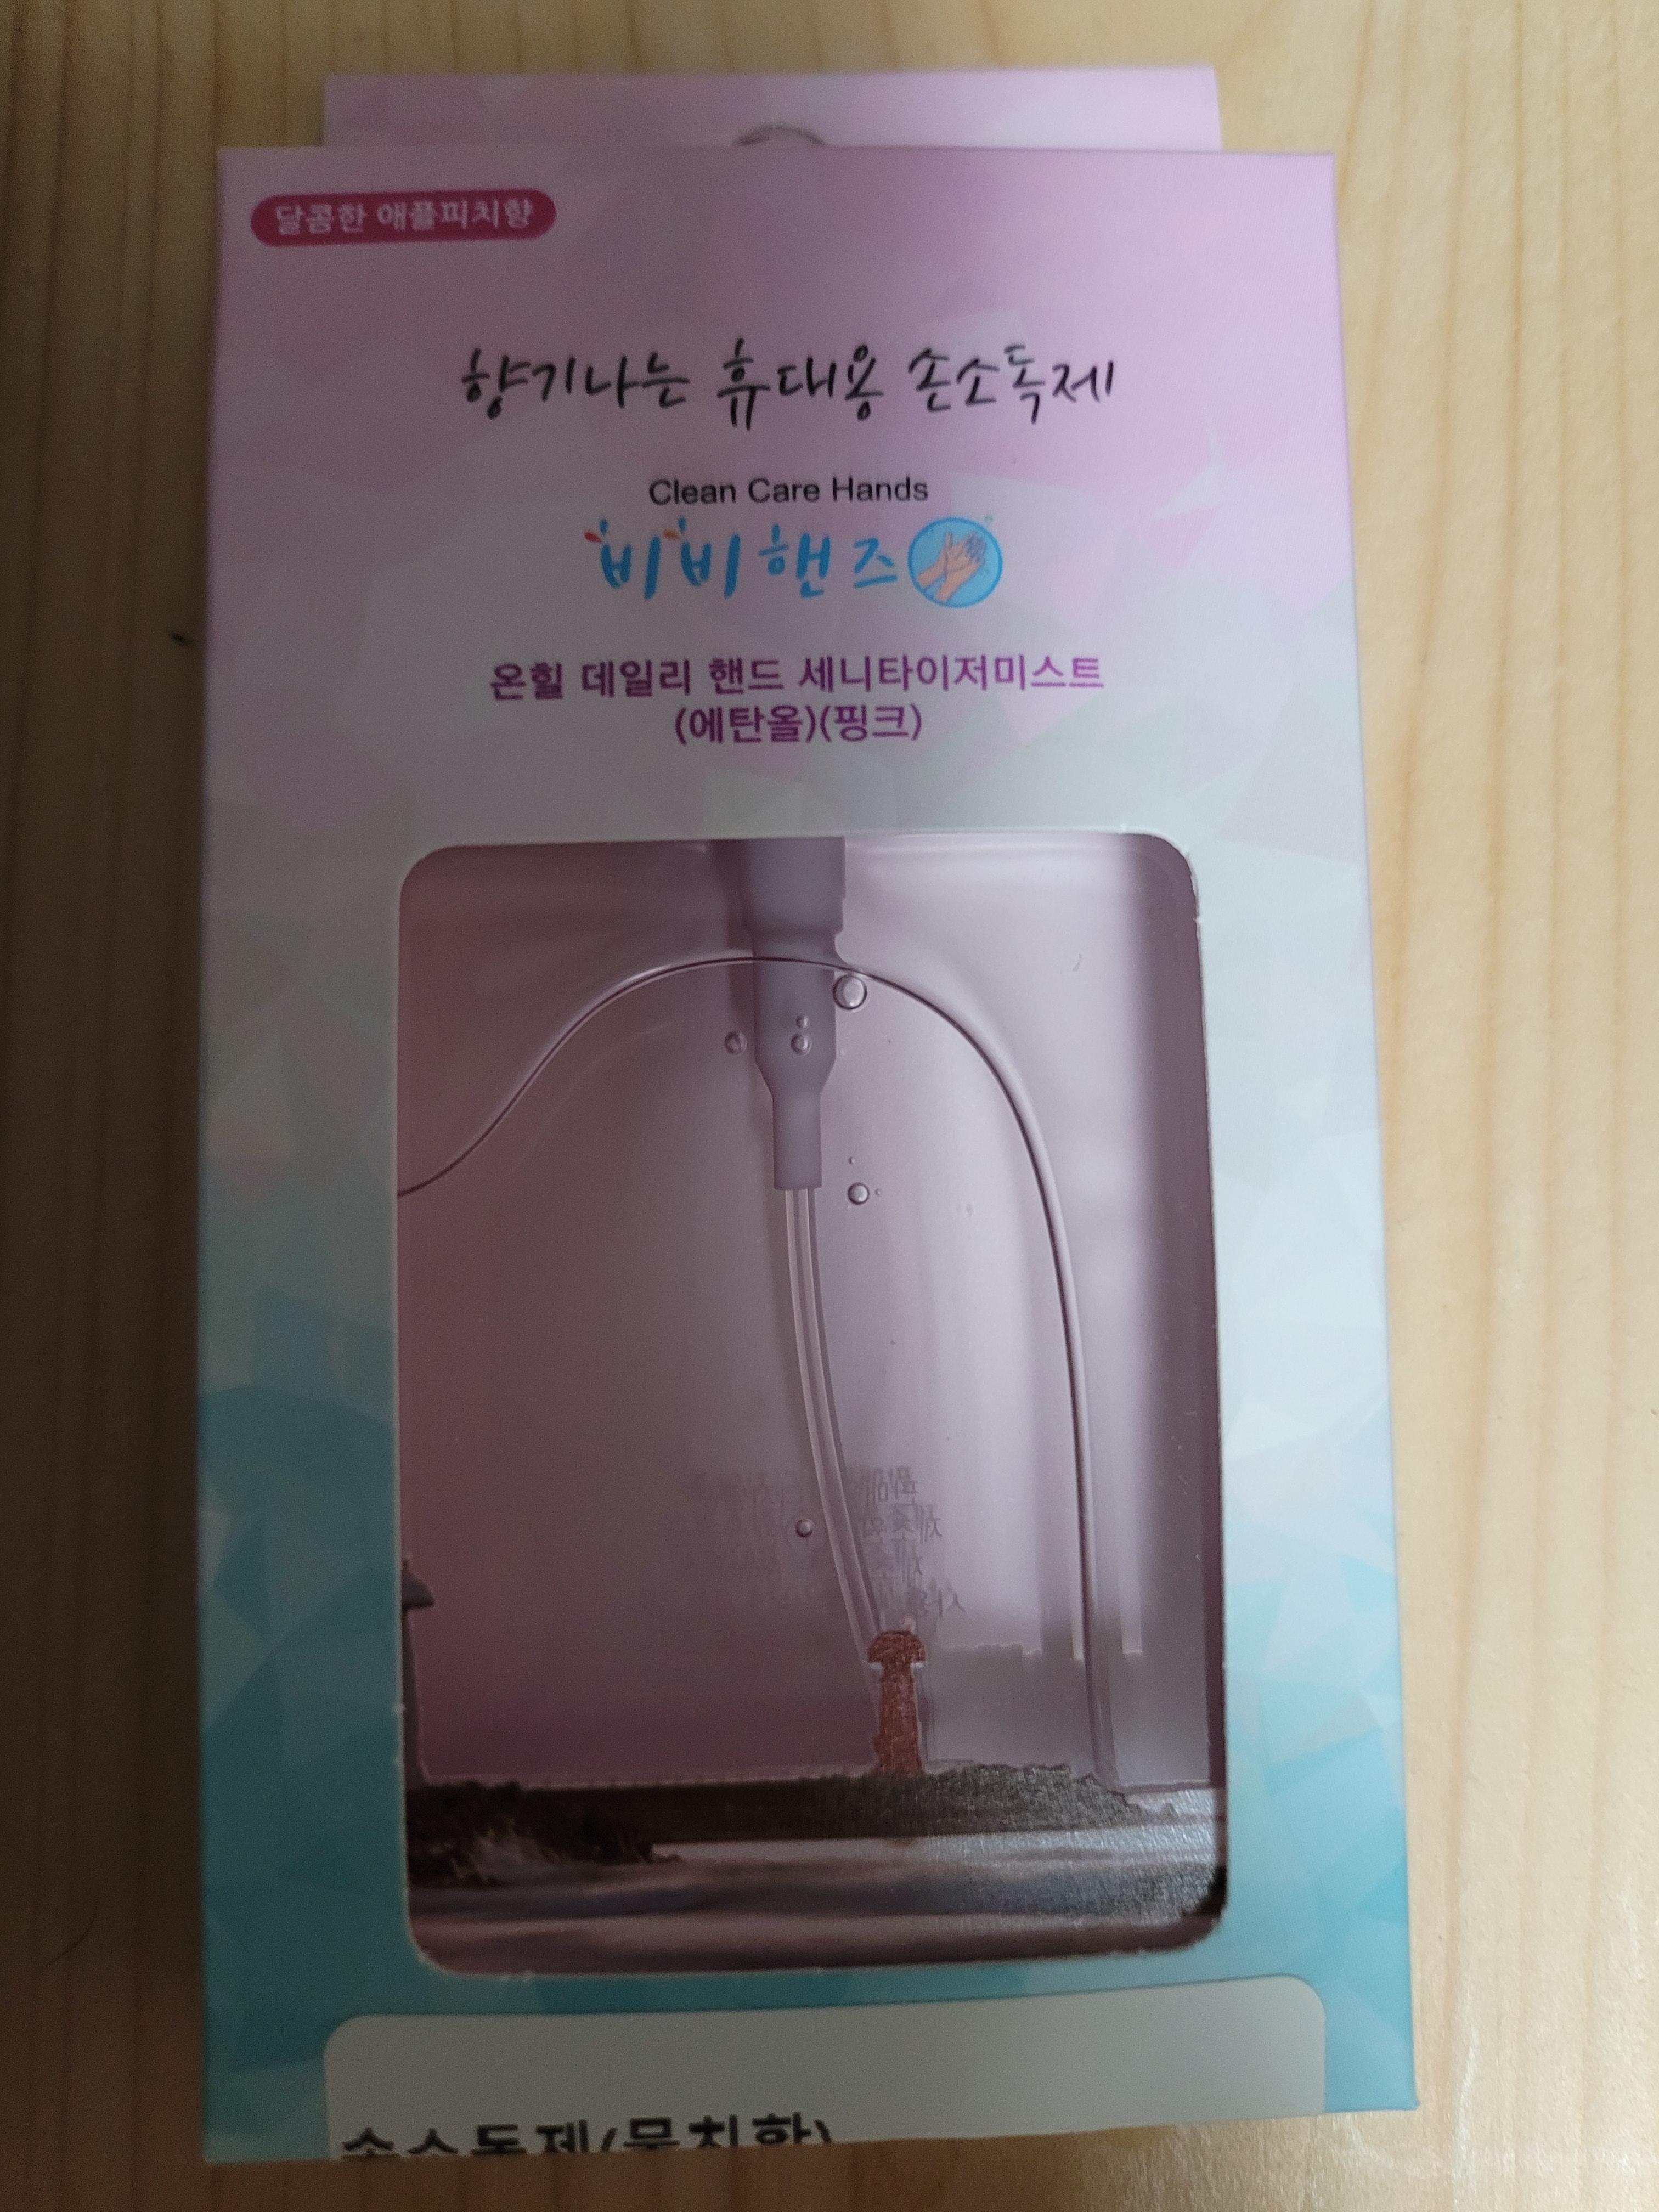 달콤한 애플피치향
향기나는 휴대용 손소독제
Clean Care Hands
비비핸즈
온힐 데일리 핸드 세니타이저미스트
(에탄올)(핑크)